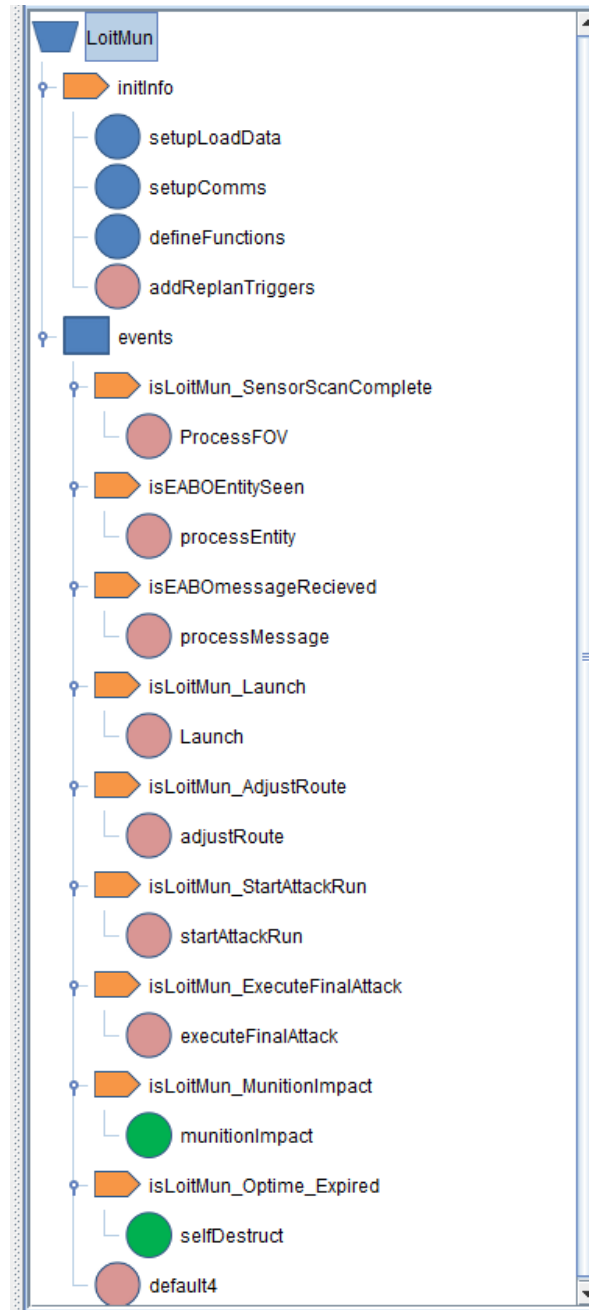 LoitMun
initInfo
setupLoadData
setupComms
defineFunctions
addReplanTriggers
events
isLoitMun_SensorScanComplete
ProcessFOV
isEABOEntitySeen
processEntity
isEABOmessageRecieved
processMessage
isLoitMun_Launch
Launch
isLoitMun_AdjustRoute
adjustRoute
isLoitMun_StartAttackRun
startAttackRun
isLoitMun_ExecuteFinalAttack
executeFinalAttack
isLoitMun_MunitionImpact
munitionImpact
isLoitMun_Optime_Expired
selfDestruct
default4